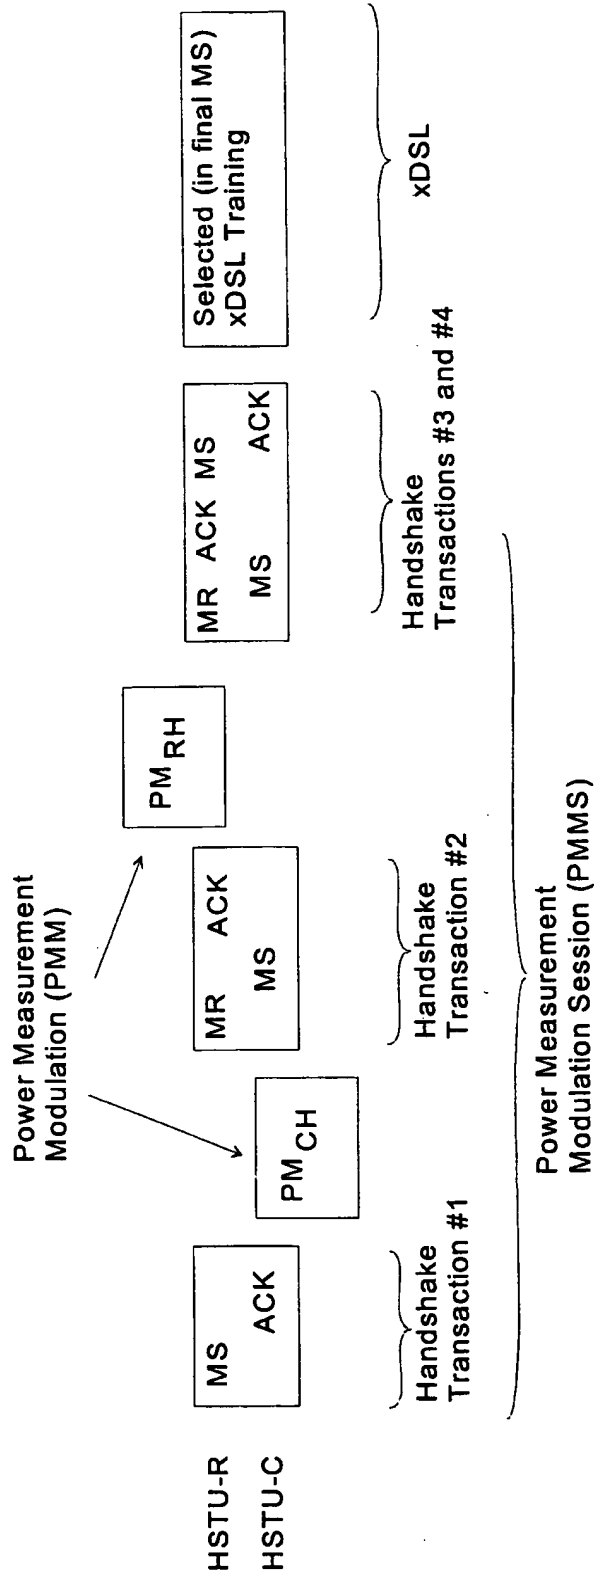 Power Measurement
Modulation (PMM)
HSTU-R
HSTU-C
MS
ACK
PMCH
MR ACK
MS
PMRH
MR ACK MS
MS ACK
Selected (in final MS)
xDSL Training
Handshake
Transaction #1
Handshake
Transaction #2
Handshake
Transactions #3 and #4
xDSL
Power Measurement
Modulation Session (PMMS)